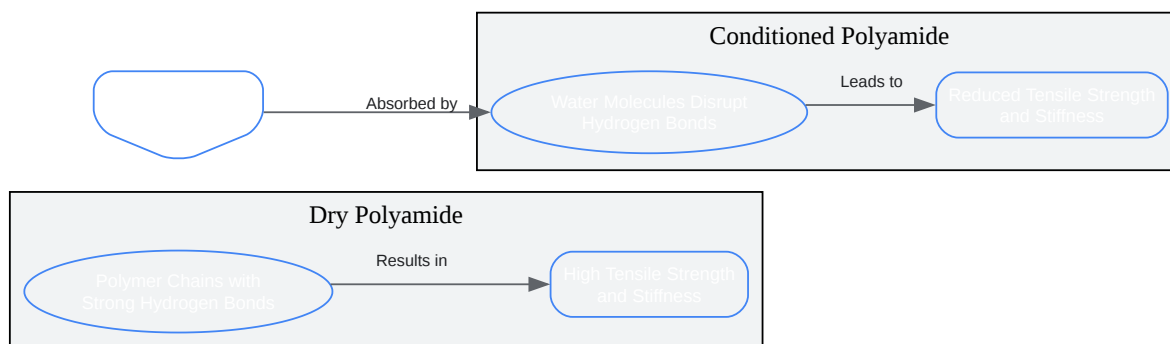 Conditioned Polyamide
Absorbed by
Water Molecules Disrupt
Hydrogen Bonds
Leads to
Reduced Tensile Strength
and Stiffness
Dry Polyamide
Polymer Chains with
Strong Hydrogen Bonds
Results in
High Tensile Strength
and Stiffness